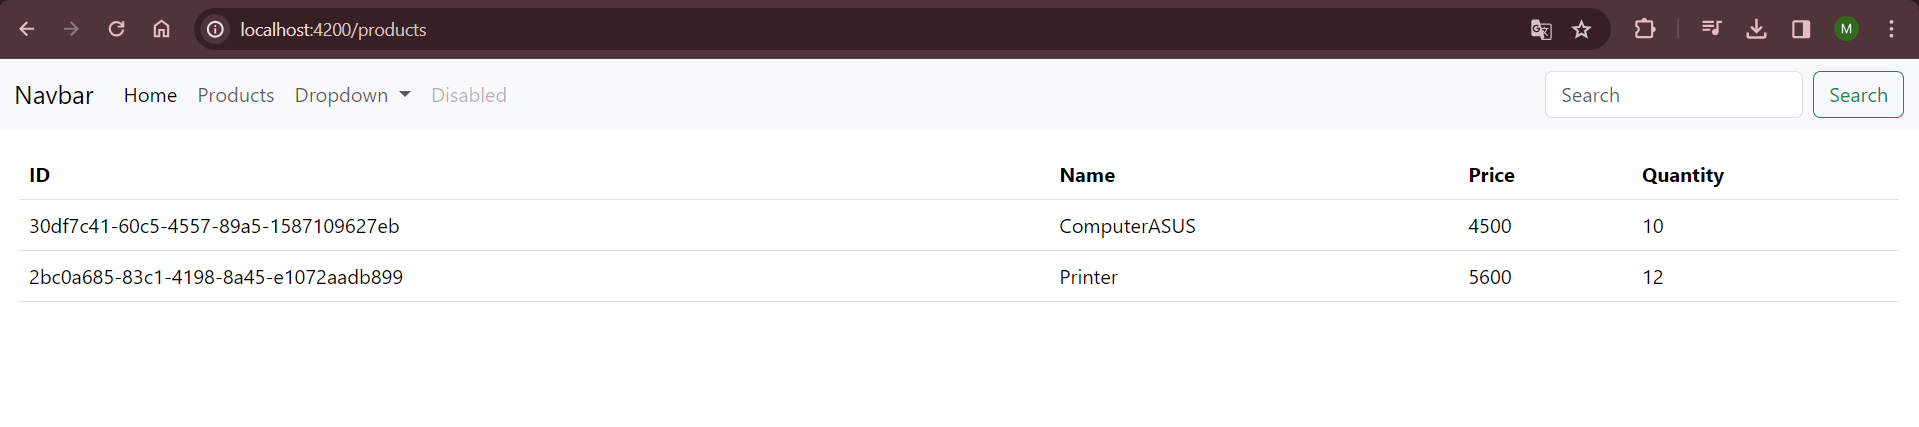 localhost:4200/products
M
Navbar Home Products Dropdown Disabled Search Search
ID Name Price Quantity
30df7c41-60c5-4557-89a5-1587109627eb ComputerASUS 4500 10
2bc0a685-83c1-4198-8a45-e1072aadb899 Printer 5600 12